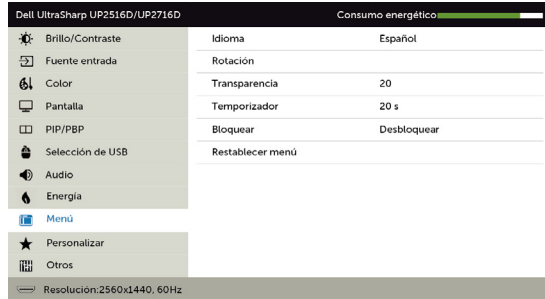 Dell UltraSharp UP2516D/UP2716D Consumo energético
Brillo/Contraste
Fuente entrada
Color
Pantalla
PIP/PBP
Selección de USB
Audio
Energía
Menú
Personalizar
Otros
Idioma Español
Rotación
Transparencia 20
Temporizador 20 s
Bloquear Desbloquear
Restablecer menú
Resolución:2560x1440, 60Hz